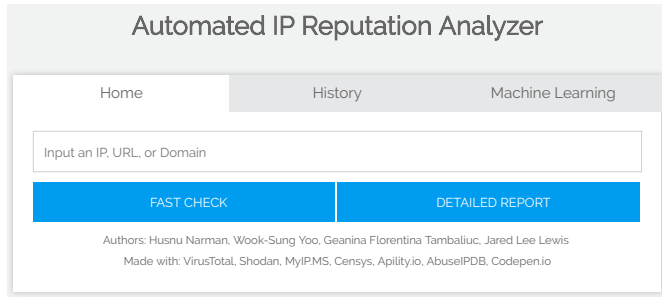 Automated IP Reputation Analyzer
Home History Machine Learning
Input an IP, URL, or Domain
FAST CHECK DETAILED REPORT
Authors: Husnu Narman, Wook-Sung Yoo, Geanina Florentina Tambaliuc, Jared Lee Lewis
Made with: VirusTotal, Shodan, MyIP.MS, Censys, Apility.io, AbuseIPDB, Codepen.io